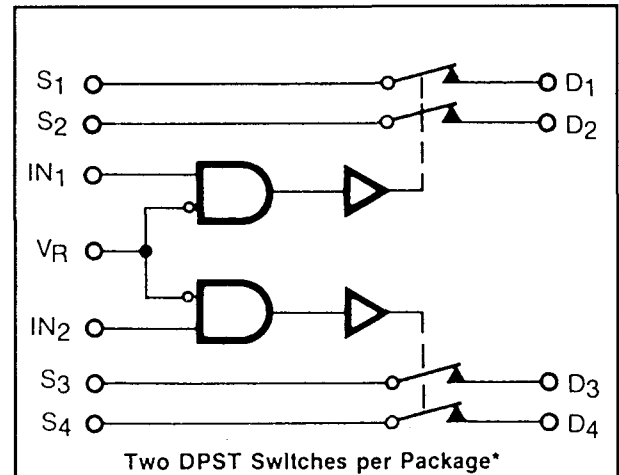 S1 D1
S2 D2
IN1
VR
IN2
S3 D3
S4 D4
Two DPST Switches per Package*